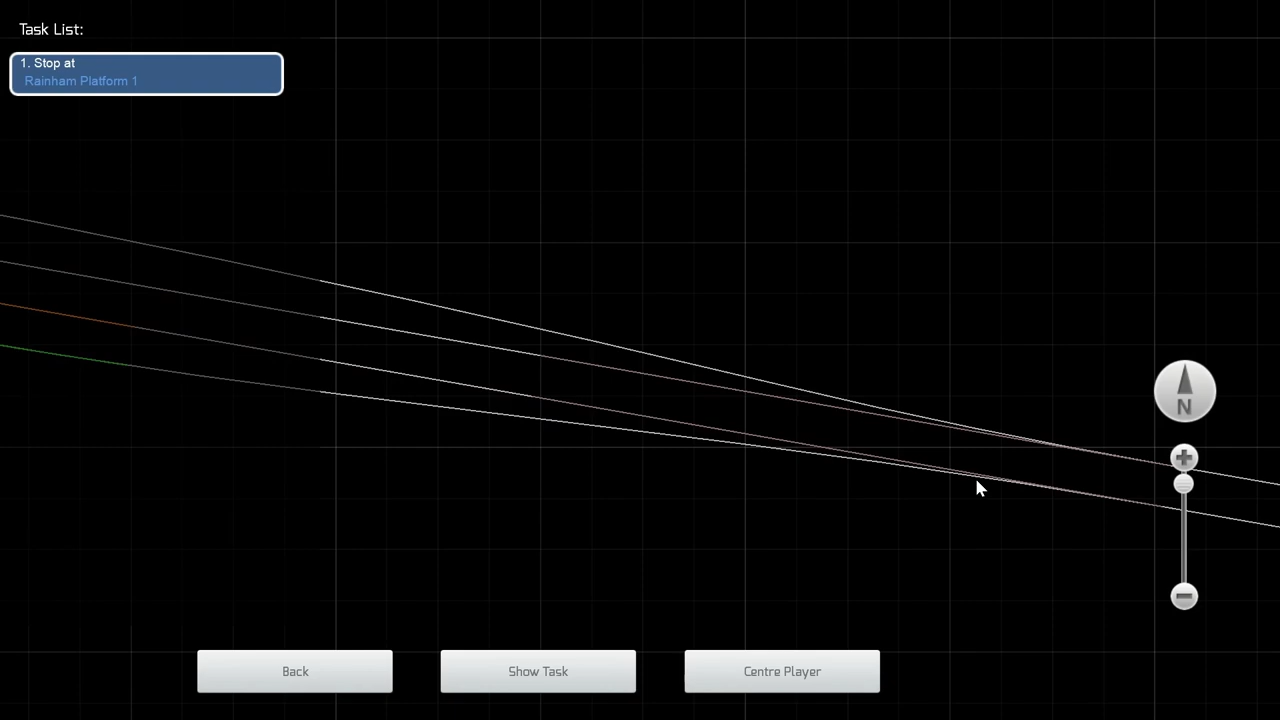 Task List:
1. Stop at
Rainham Platform 1
N
Back
Show Task
Centre Player